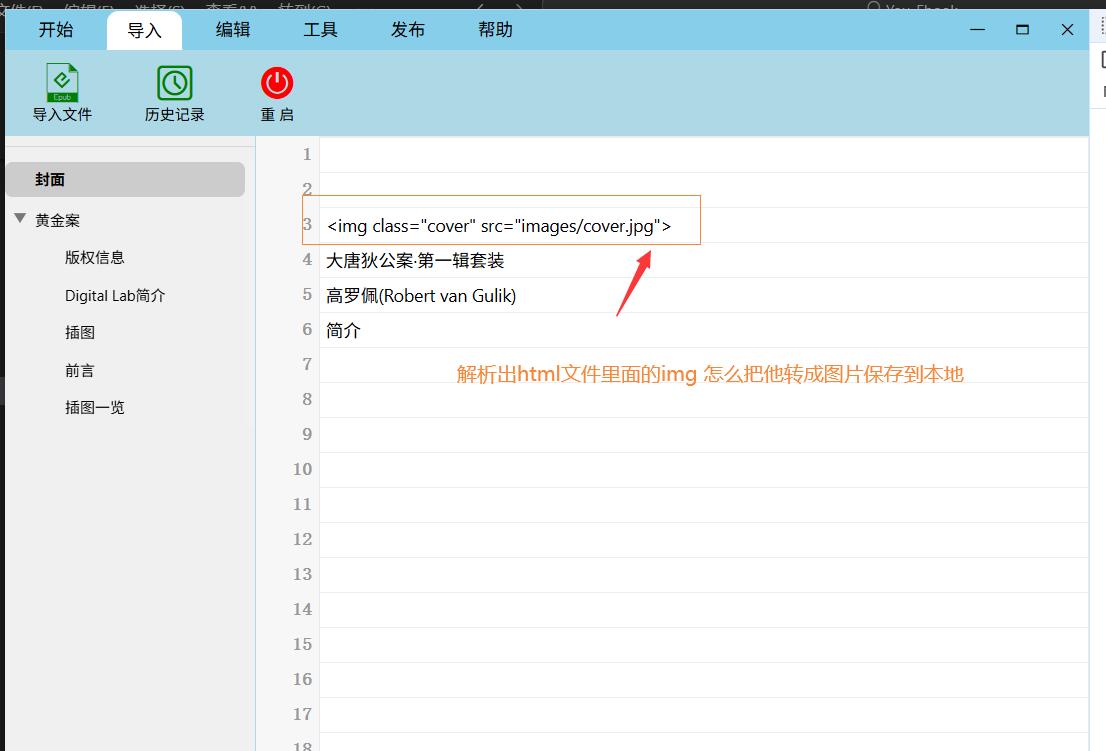 开始 导入 编辑 工具 发布 帮助
Epub
导入文件 历史记录 重 启
封面
黄金案
版权信息
Digital Lab简介
插图
前言
插图一览
1
2
3 <img class="cover" src="images/cover.jpg">
4 大唐狄公案·第一辑套装
5 高罗佩(Robert van Gulik)
6 简介
7
解析出html文件里面的img 怎么把他转成图片保存到本地
8
9
10
11
12
13
14
15
16
17
18